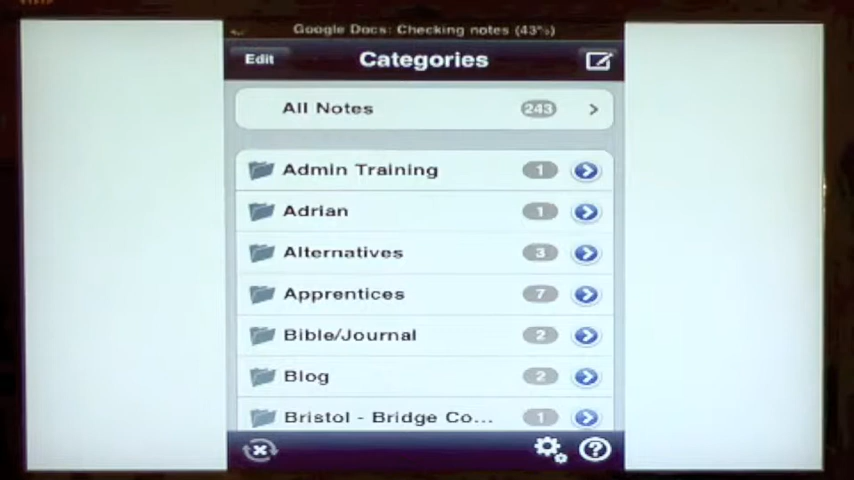 Google Docs: Checking notes (43%)
Edit
Categories
All Notes 243
Admin Training 1
Adrian 1
Alternatives 3
Apprentices 7
Bible/Journal 2
Blog 2
Bristol - Bridge Co... 1
?